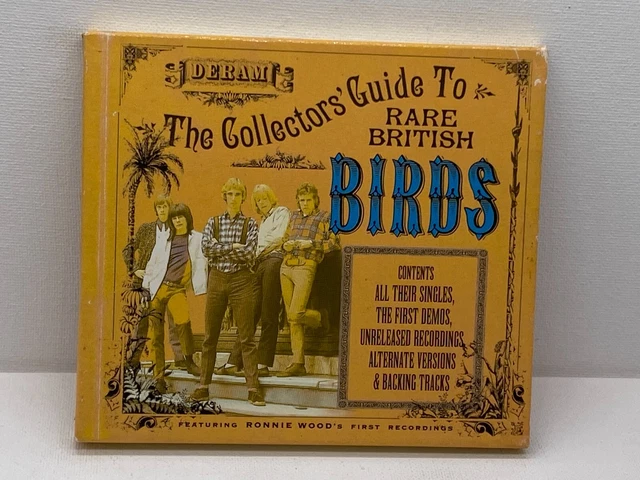 DERAM
The Collectors' Guide To
RARE
BRITISH
BIRDS
CONTENTS
ALL THEIR SINGLES,
THE FIRST DEMOS,
UNRELEASED RECORDINGS,
ALTERNATE VERSIONS
& BACKING TRACKS
FEATURING RONNIE WOOD'S FIRST RECORDINGS